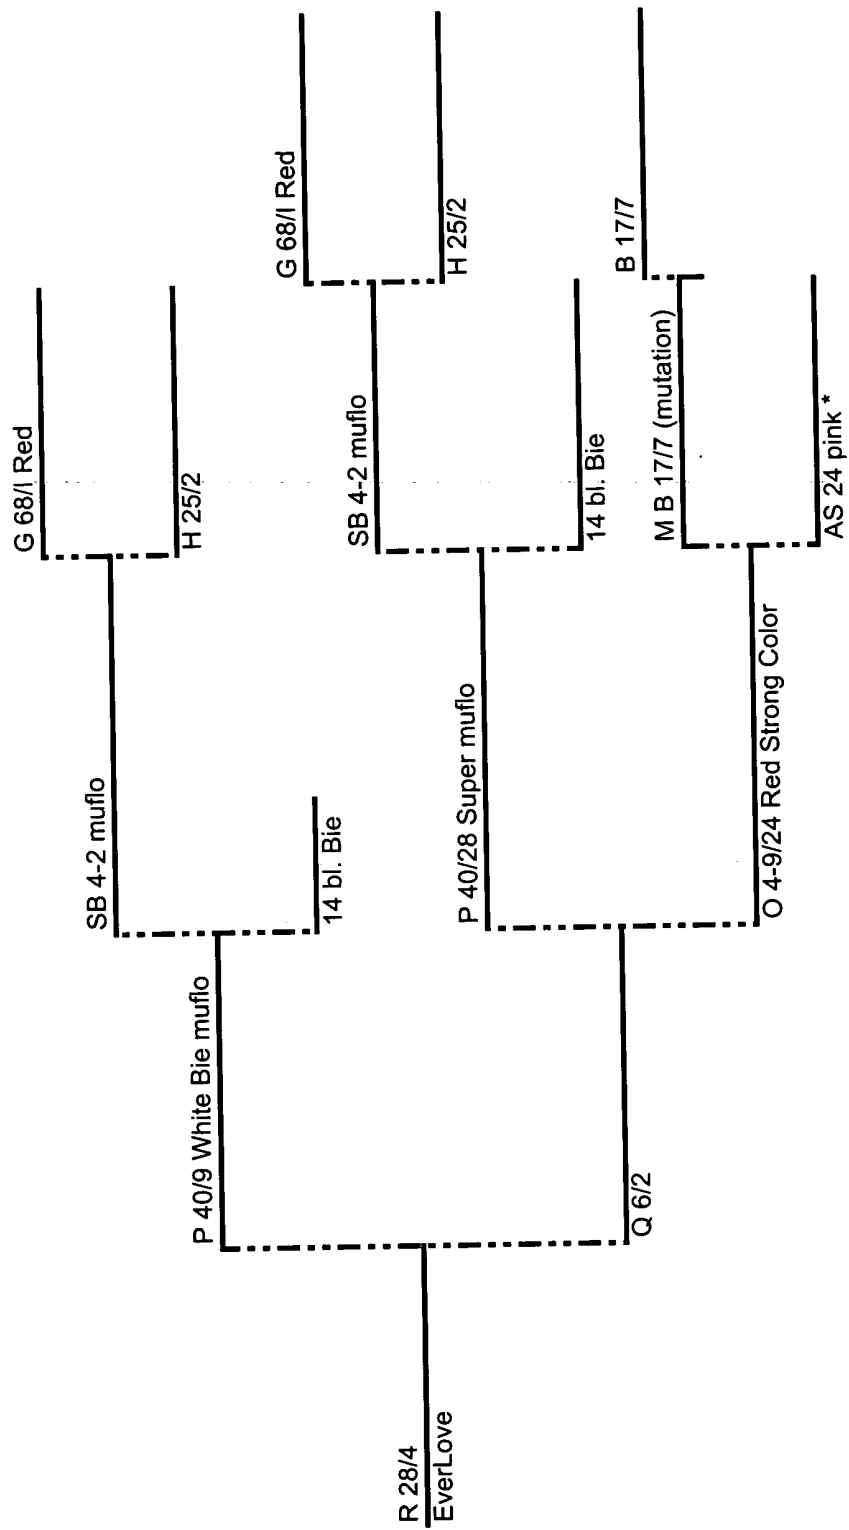 R 28/4
EverLove
P 40/9 White Bie muflo
Q 6/2
SB 4-2 muflo
14 bl. Bie
P 40/28 Super muflo
O 4-9/24 Red Strong Color
G 68/I Red
H 25/2
SB 4-2 muflo
14 bl. Bie
M B 17/7 (mutation)
AS 24 pink *
G 68/I Red
H 25/2
B 17/7